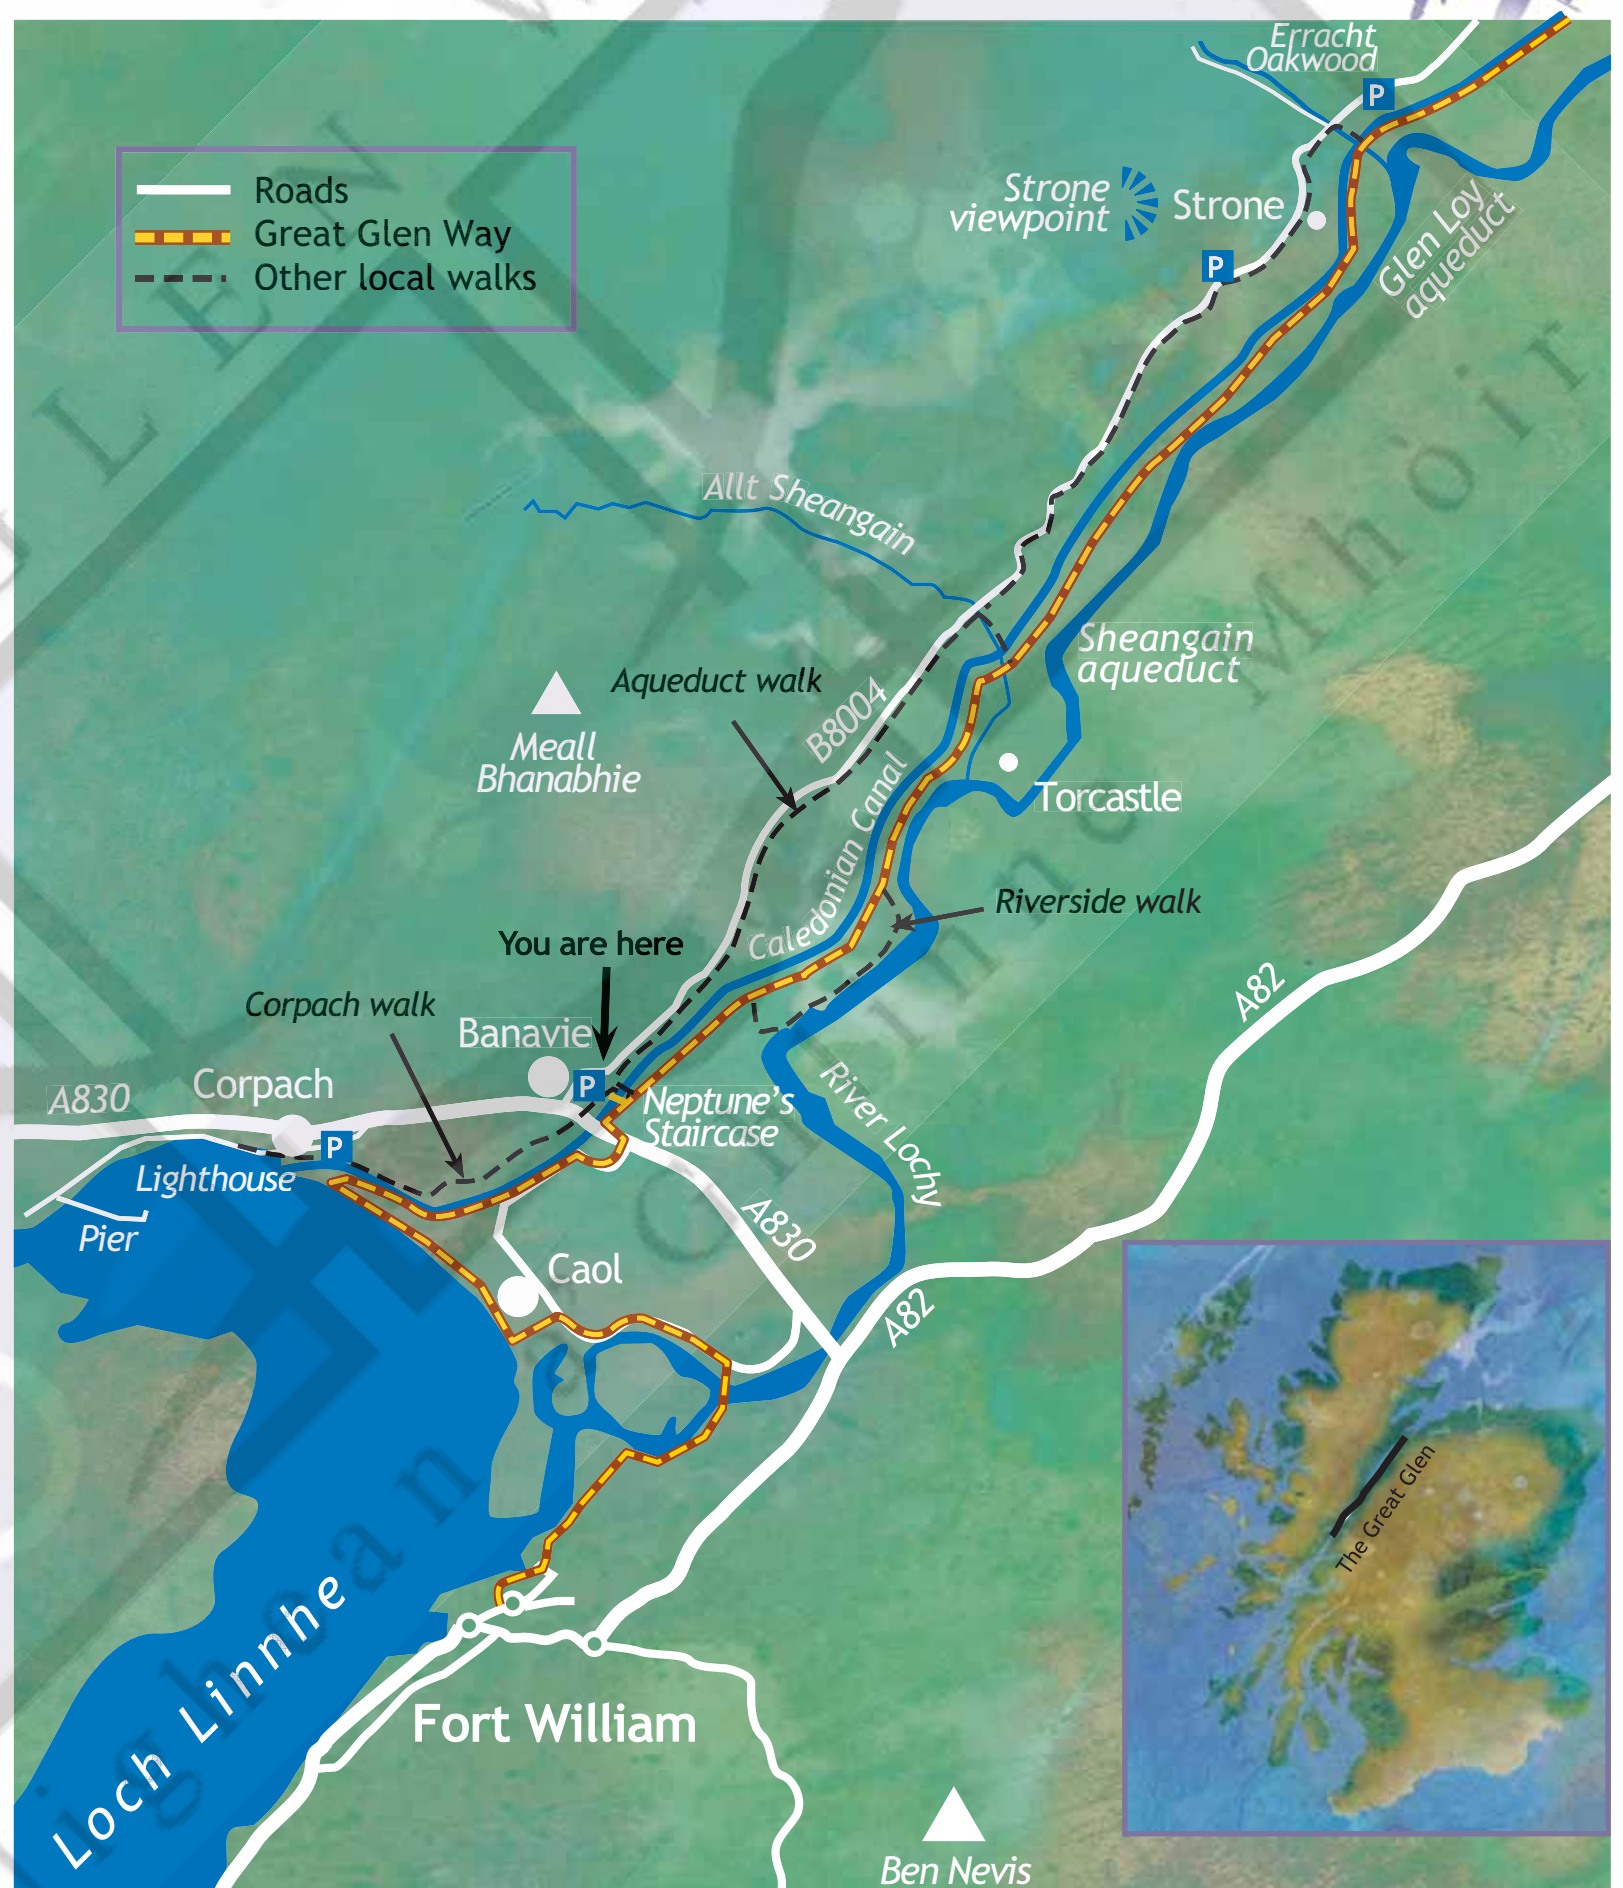 Erracht
Oakwood
P
Roads
Great Glen Way
Other local walks
Strone
viewpoint
Strone
P
Glen Loy
aqueduct
Allt Sheangain
Sheangain
aqueduct
Aqueduct walk
B8004
Meall
Bhanabhie
Torcastle
Caledonian Canal
Riverside walk
You are here
Corpach walk
Banavie
A82
P
Corpach
A830
Neptune's
Staircase
River Lochy
P
Lighthouse
Pier
A830
Caol
A82
The Great Glen
Loch Linnhe
Fort William
Ben Nevis